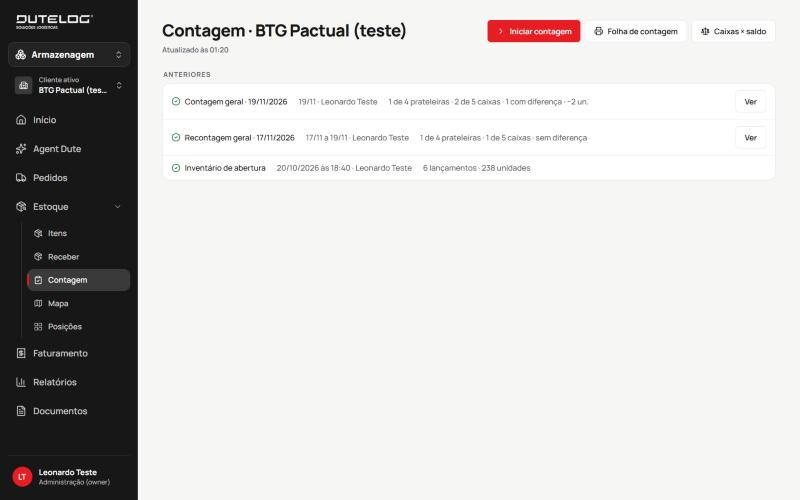 DUTELOG
SOLUÇÕES LOGÍSTICAS
Armazenagem
Cliente ativo
BTG Pactual (tes...
Início
Agent Dute
Pedidos
Estoque
Itens
Receber
Contagem
Mapa
Posições
Faturamento
Relatórios
Documentos
LT
Leonardo Teste
Administração (owner)
Contagem · BTG Pactual (teste)
Atualizado às 01:20
Iniciar contagem
Folha de contagem
Caixas × saldo
ANTERIORES
Contagem geral · 19/11/2026 19/11 · Leonardo Teste 1 de 4 prateleiras · 2 de 5 caixas · 1 com diferença · −2 un. Ver
Recontagem geral · 17/11/2026 17/11 a 19/11 · Leonardo Teste 1 de 4 prateleiras · 1 de 5 caixas · sem diferença Ver
Inventário de abertura 20/10/2026 às 18:40 · Leonardo Teste 6 lançamentos · 238 unidades